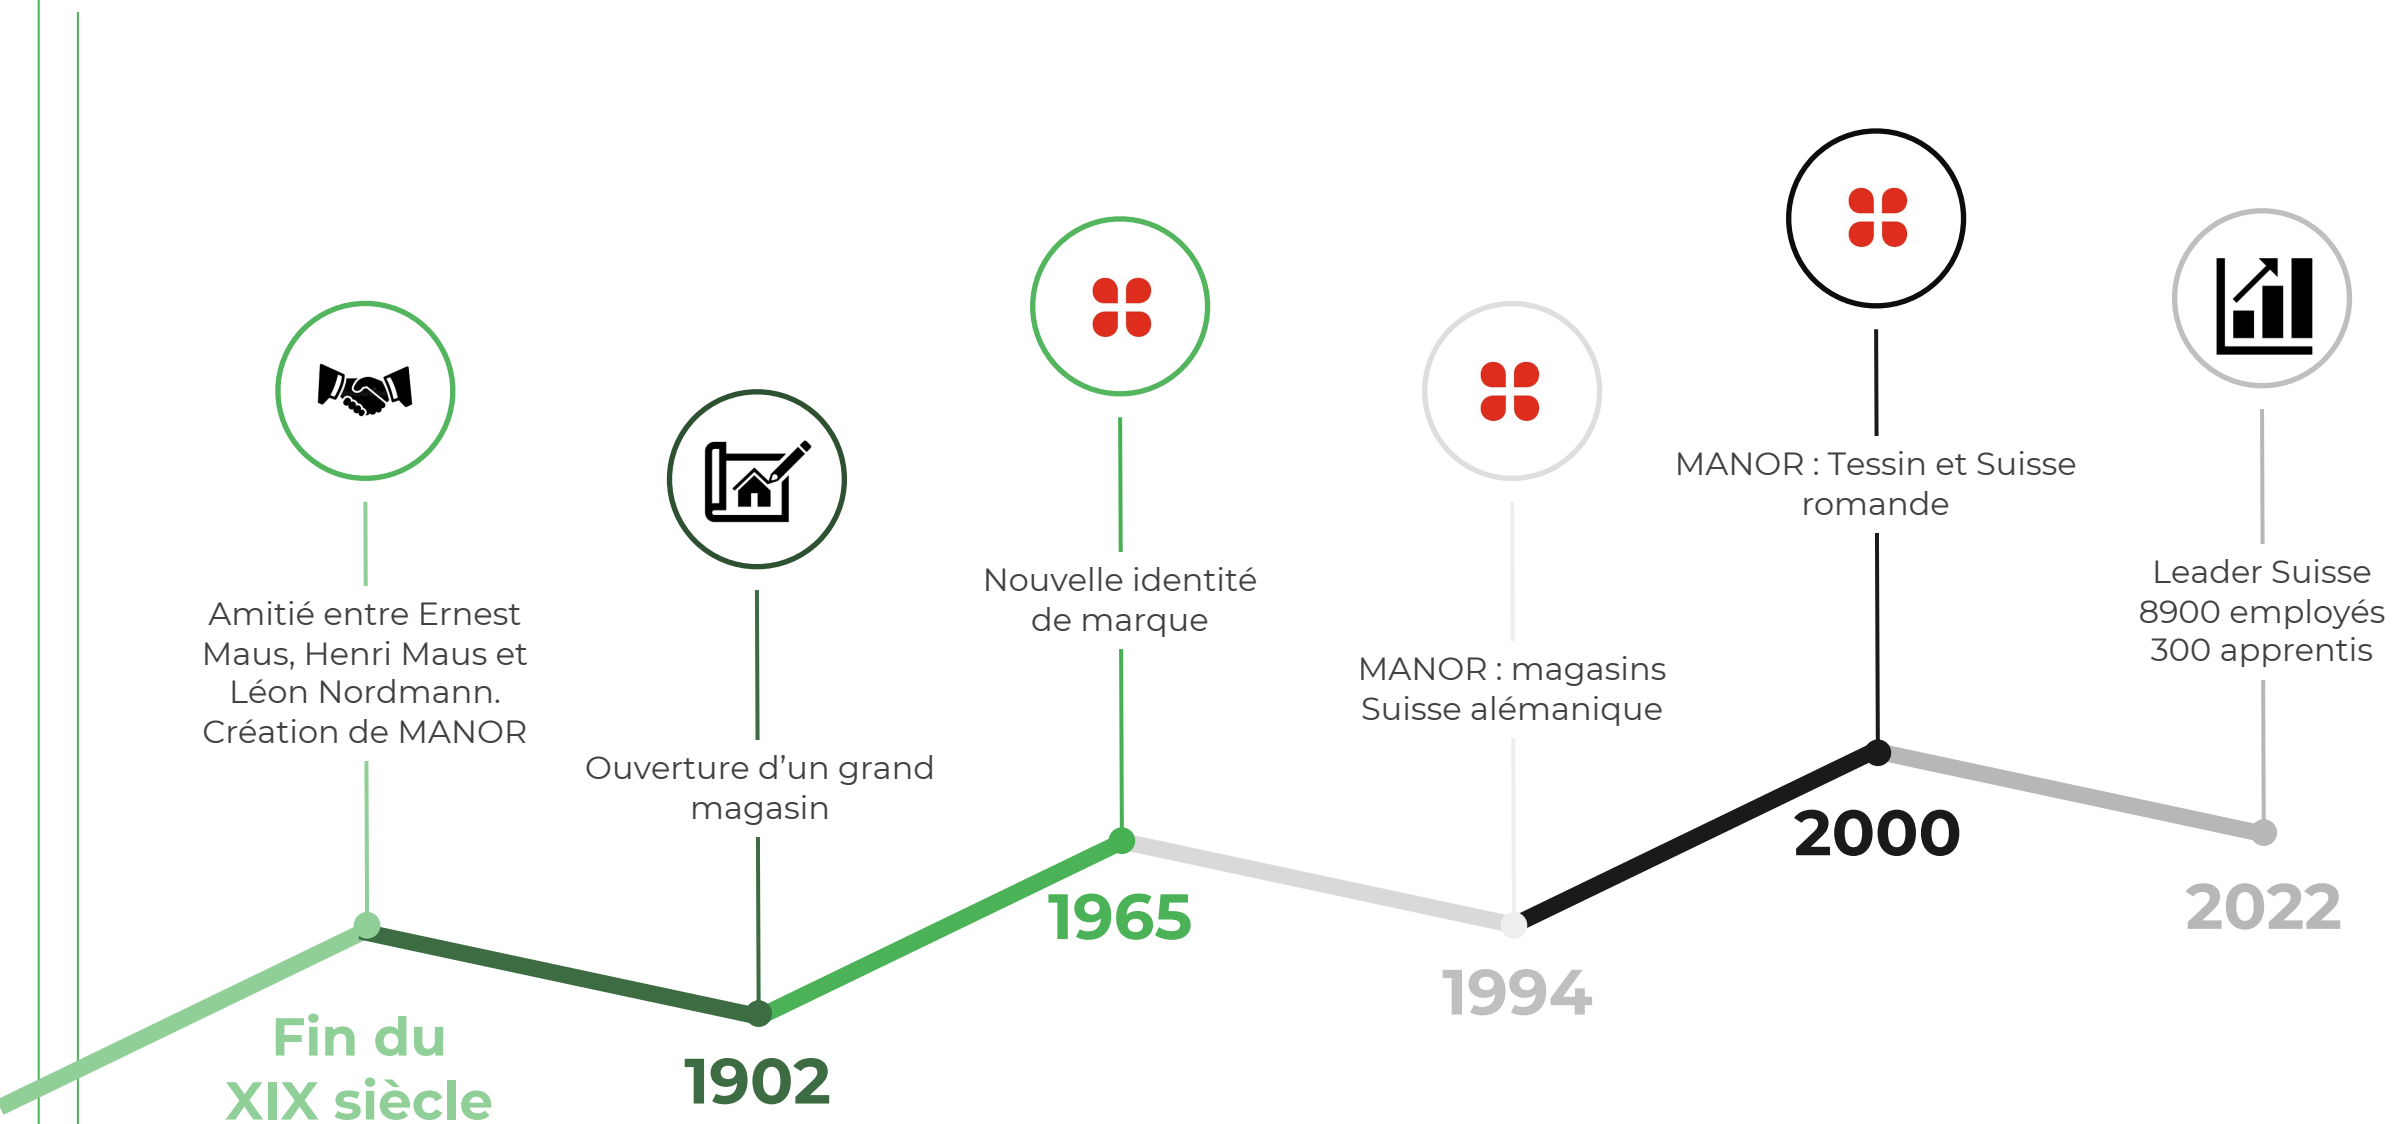 Amitié entre Ernest
Maus, Henri Maus et
Léon Nordmann.
Création de MANOR
Fin du
XIX siècle
Ouverture d’un grand
magasin
1902
Nouvelle identité
de marque
1965
MANOR : magasins
Suisse alémanique
1994
MANOR : Tessin et Suisse
romande
2000
Leader Suisse
8900 employés
300 apprentis
2022